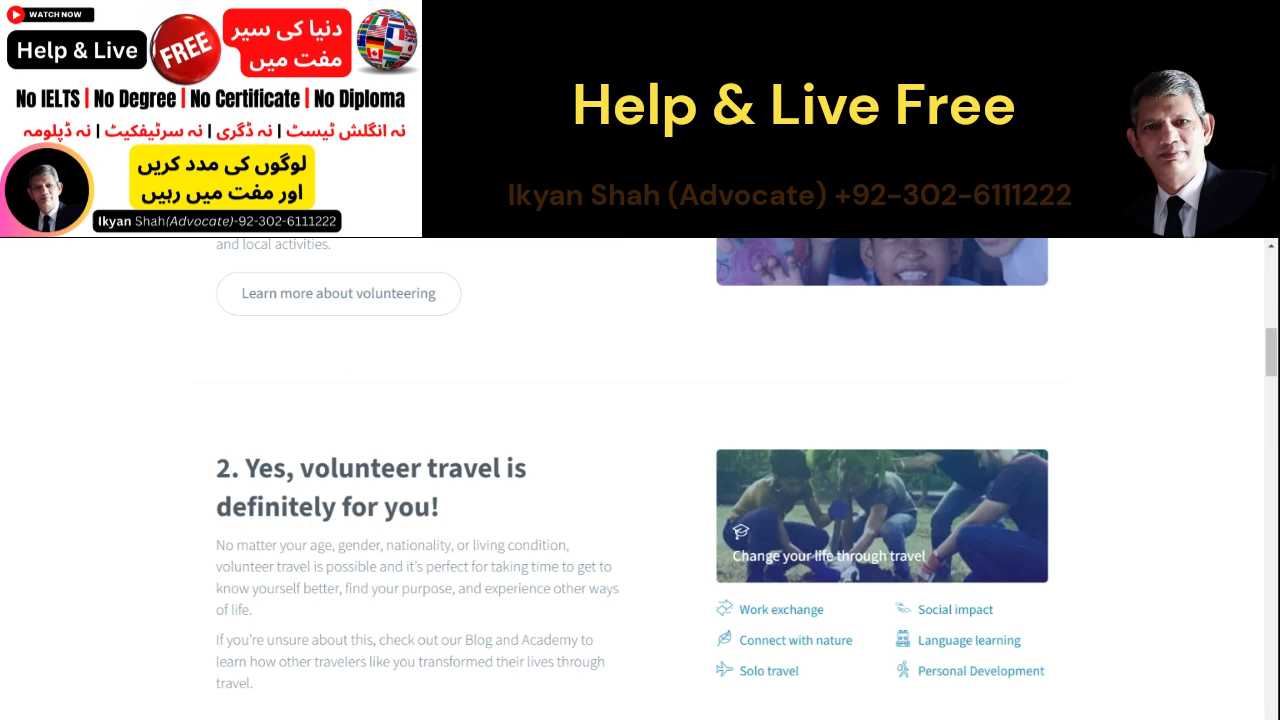 WATCH NOW
Help & Live
FREE
دنیا کی سیر
مفت میں
No IELTS | No Degree | No Certificate | No Diploma
نہ انگلش ٹیسٹ | نہ ڈگری | نہ سرٹیفکیٹ | نہ ڈپلومہ
لوگوں کی مدد کریں
اور مفت میں رہیں
Ikyan Shah(Advocate)-92-302-6111222
Help & Live Free
Ikyan Shah (Advocate) +92-302-6111222
and local activities.
Learn more about volunteering
2. Yes, volunteer travel is
definitely for you!
No matter your age, gender, nationality, or living condition,
volunteer travel is possible and it's perfect for taking time to get to
know yourself better, find your purpose, and experience other ways
of life.
If you're unsure about this, check out our Blog and Academy to
learn how other travelers like you transformed their lives through
travel.
Change your life through travel
Work exchange
Social impact
Connect with nature
Language learning
Solo travel
Personal Development